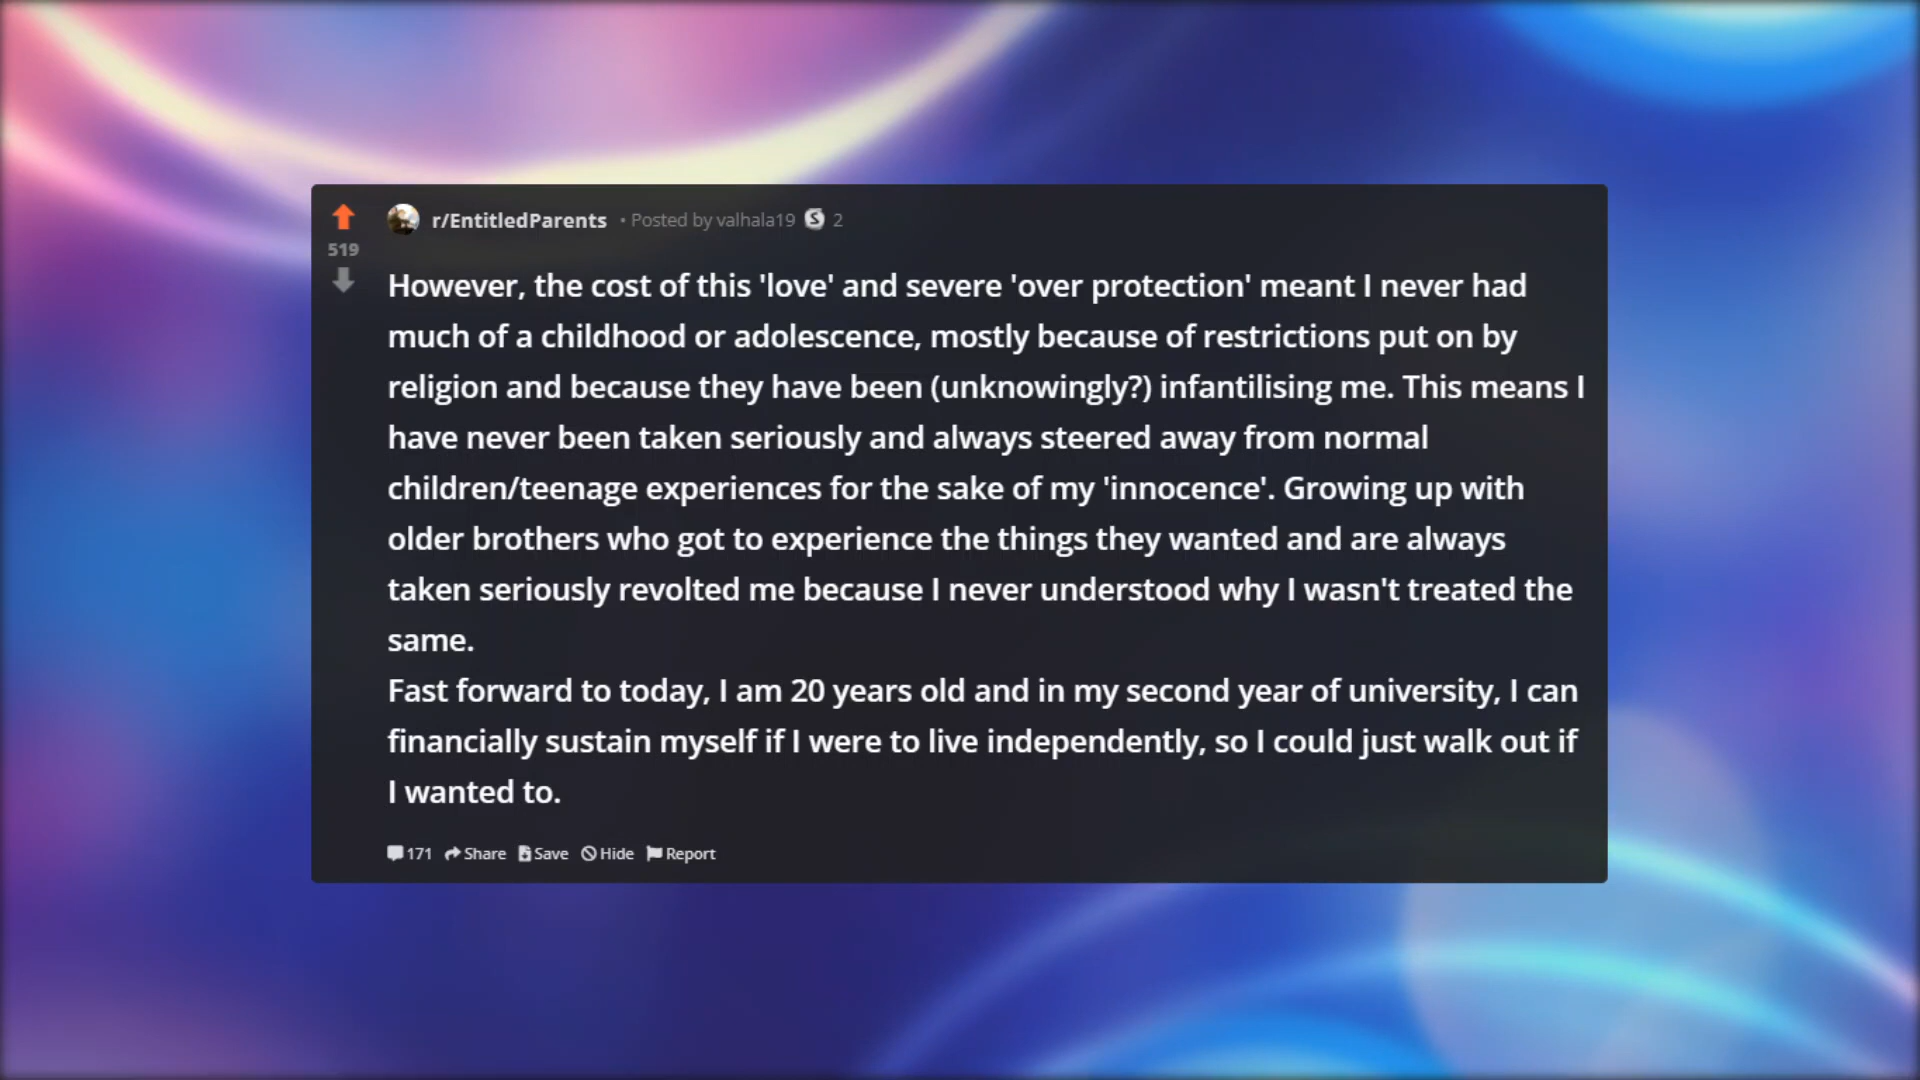 r/EntitledParents • Posted by valhala19 S 2
519
However, the cost of this 'love' and severe 'over protection' meant I never had
much of a childhood or adolescence, mostly because of restrictions put on by
religion and because they have been (unknowingly?) infantilising me. This means I
have never been taken seriously and always steered away from normal
children/teenage experiences for the sake of my 'innocence'. Growing up with
older brothers who got to experience the things they wanted and are always
taken seriously revolted me because I never understood why I wasn't treated the
same.
Fast forward to today, I am 20 years old and in my second year of university, I can
financially sustain myself if I were to live independently, so I could just walk out if
I wanted to.
171 Share Save Hide Report